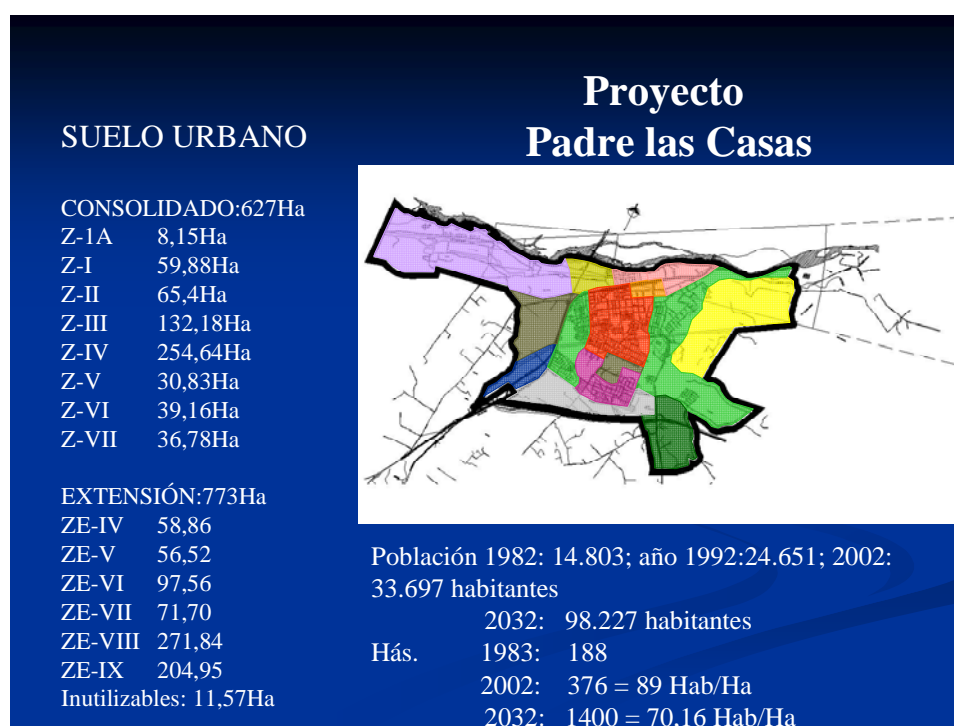 Proyecto
Padre las Casas
SUELO URBANO
CONSOLIDADO:627Ha
Z-1A 8,15Ha
Z-I 59,88Ha
Z-II 65,4Ha
Z-III 132,18Ha
Z-IV 254,64Ha
Z-V 30,83Ha
Z-VI 39,16Ha
Z-VII 36,78Ha
EXTENSIÓN:773Ha
ZE-IV 58,86
ZE-V 56,52
ZE-VI 97,56
ZE-VII 71,70
ZE-VIII 271,84
ZE-IX 204,95
Inutilizables: 11,57Ha
Población 1982: 14.803; año 1992:24.651; 2002:
33.697 habitantes
2032: 98.227 habitantes
Hás. 1983: 188
2002: 376 = 89 Hab/Ha
2032: 1400 = 70,16 Hab/Ha